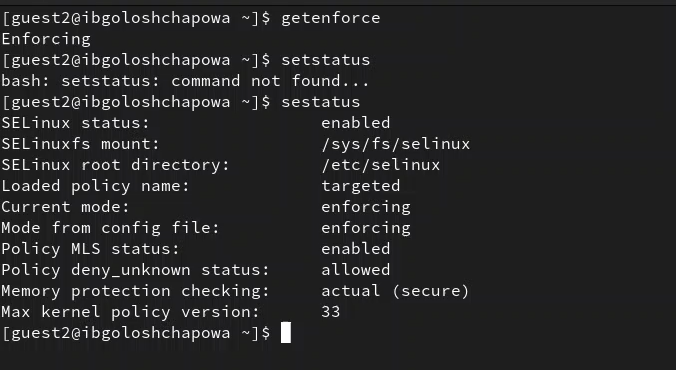 [guest2@ibgoloshchapowa ~]$ getenforce
Enforcing
[guest2@ibgoloshchapowa ~]$ setstatus
bash: setstatus: command not found...
[guest2@ibgoloshchapowa ~]$ sestatus
SELinux status:                 enabled
SELinuxfs mount:                /sys/fs/selinux
SELinux root directory:         /etc/selinux
Loaded policy name:             targeted
Current mode:                   enforcing
Mode from config file:          enforcing
Policy MLS status:              enabled
Policy deny_unknown status:     allowed
Memory protection checking:     actual (secure)
Max kernel policy version:      33
[guest2@ibgoloshchapowa ~]$